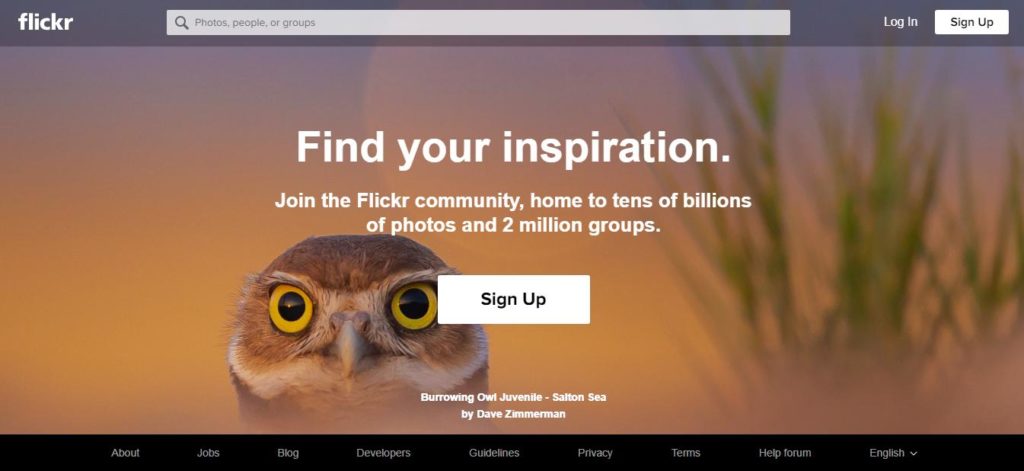 flickr
Photos, people, or groups
Log In
Sign Up
Find your inspiration.
Join the Flickr community, home to tens of billions
of photos and 2 million groups.
Sign Up
Burrowing Owl Juvenile - Salton Sea
by Dave Zimmerman
About Jobs Blog Developers Guidelines Privacy Terms Help forum English